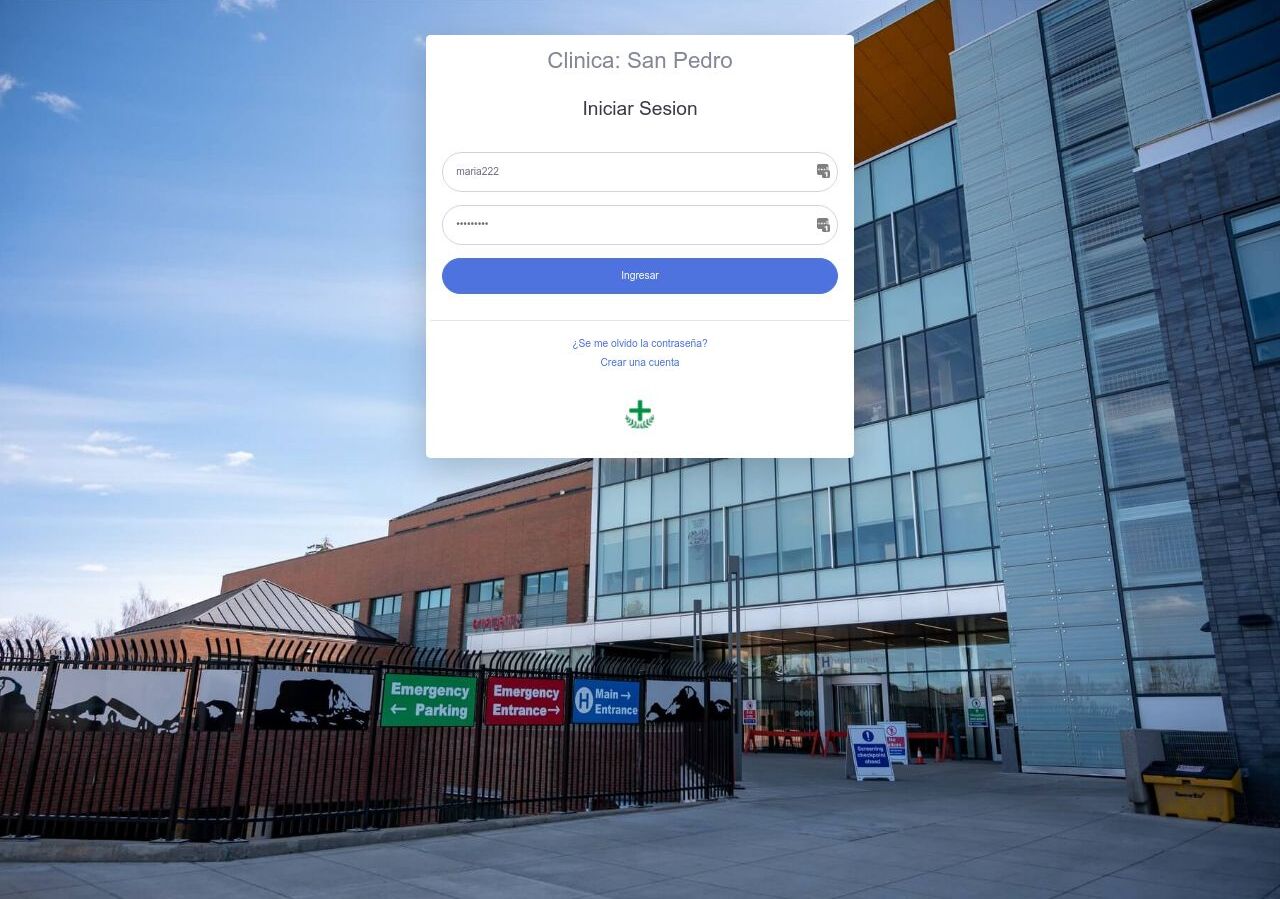 Clinica: San Pedro
Iniciar Sesion
maria222
•••••••••
Ingresar
¿Se me olvido la contraseña?
Crear una cuenta
Emergency
← Parking
Emergency
Entrance→
H Main→
Entrance
Screening
checkpoint
ahead